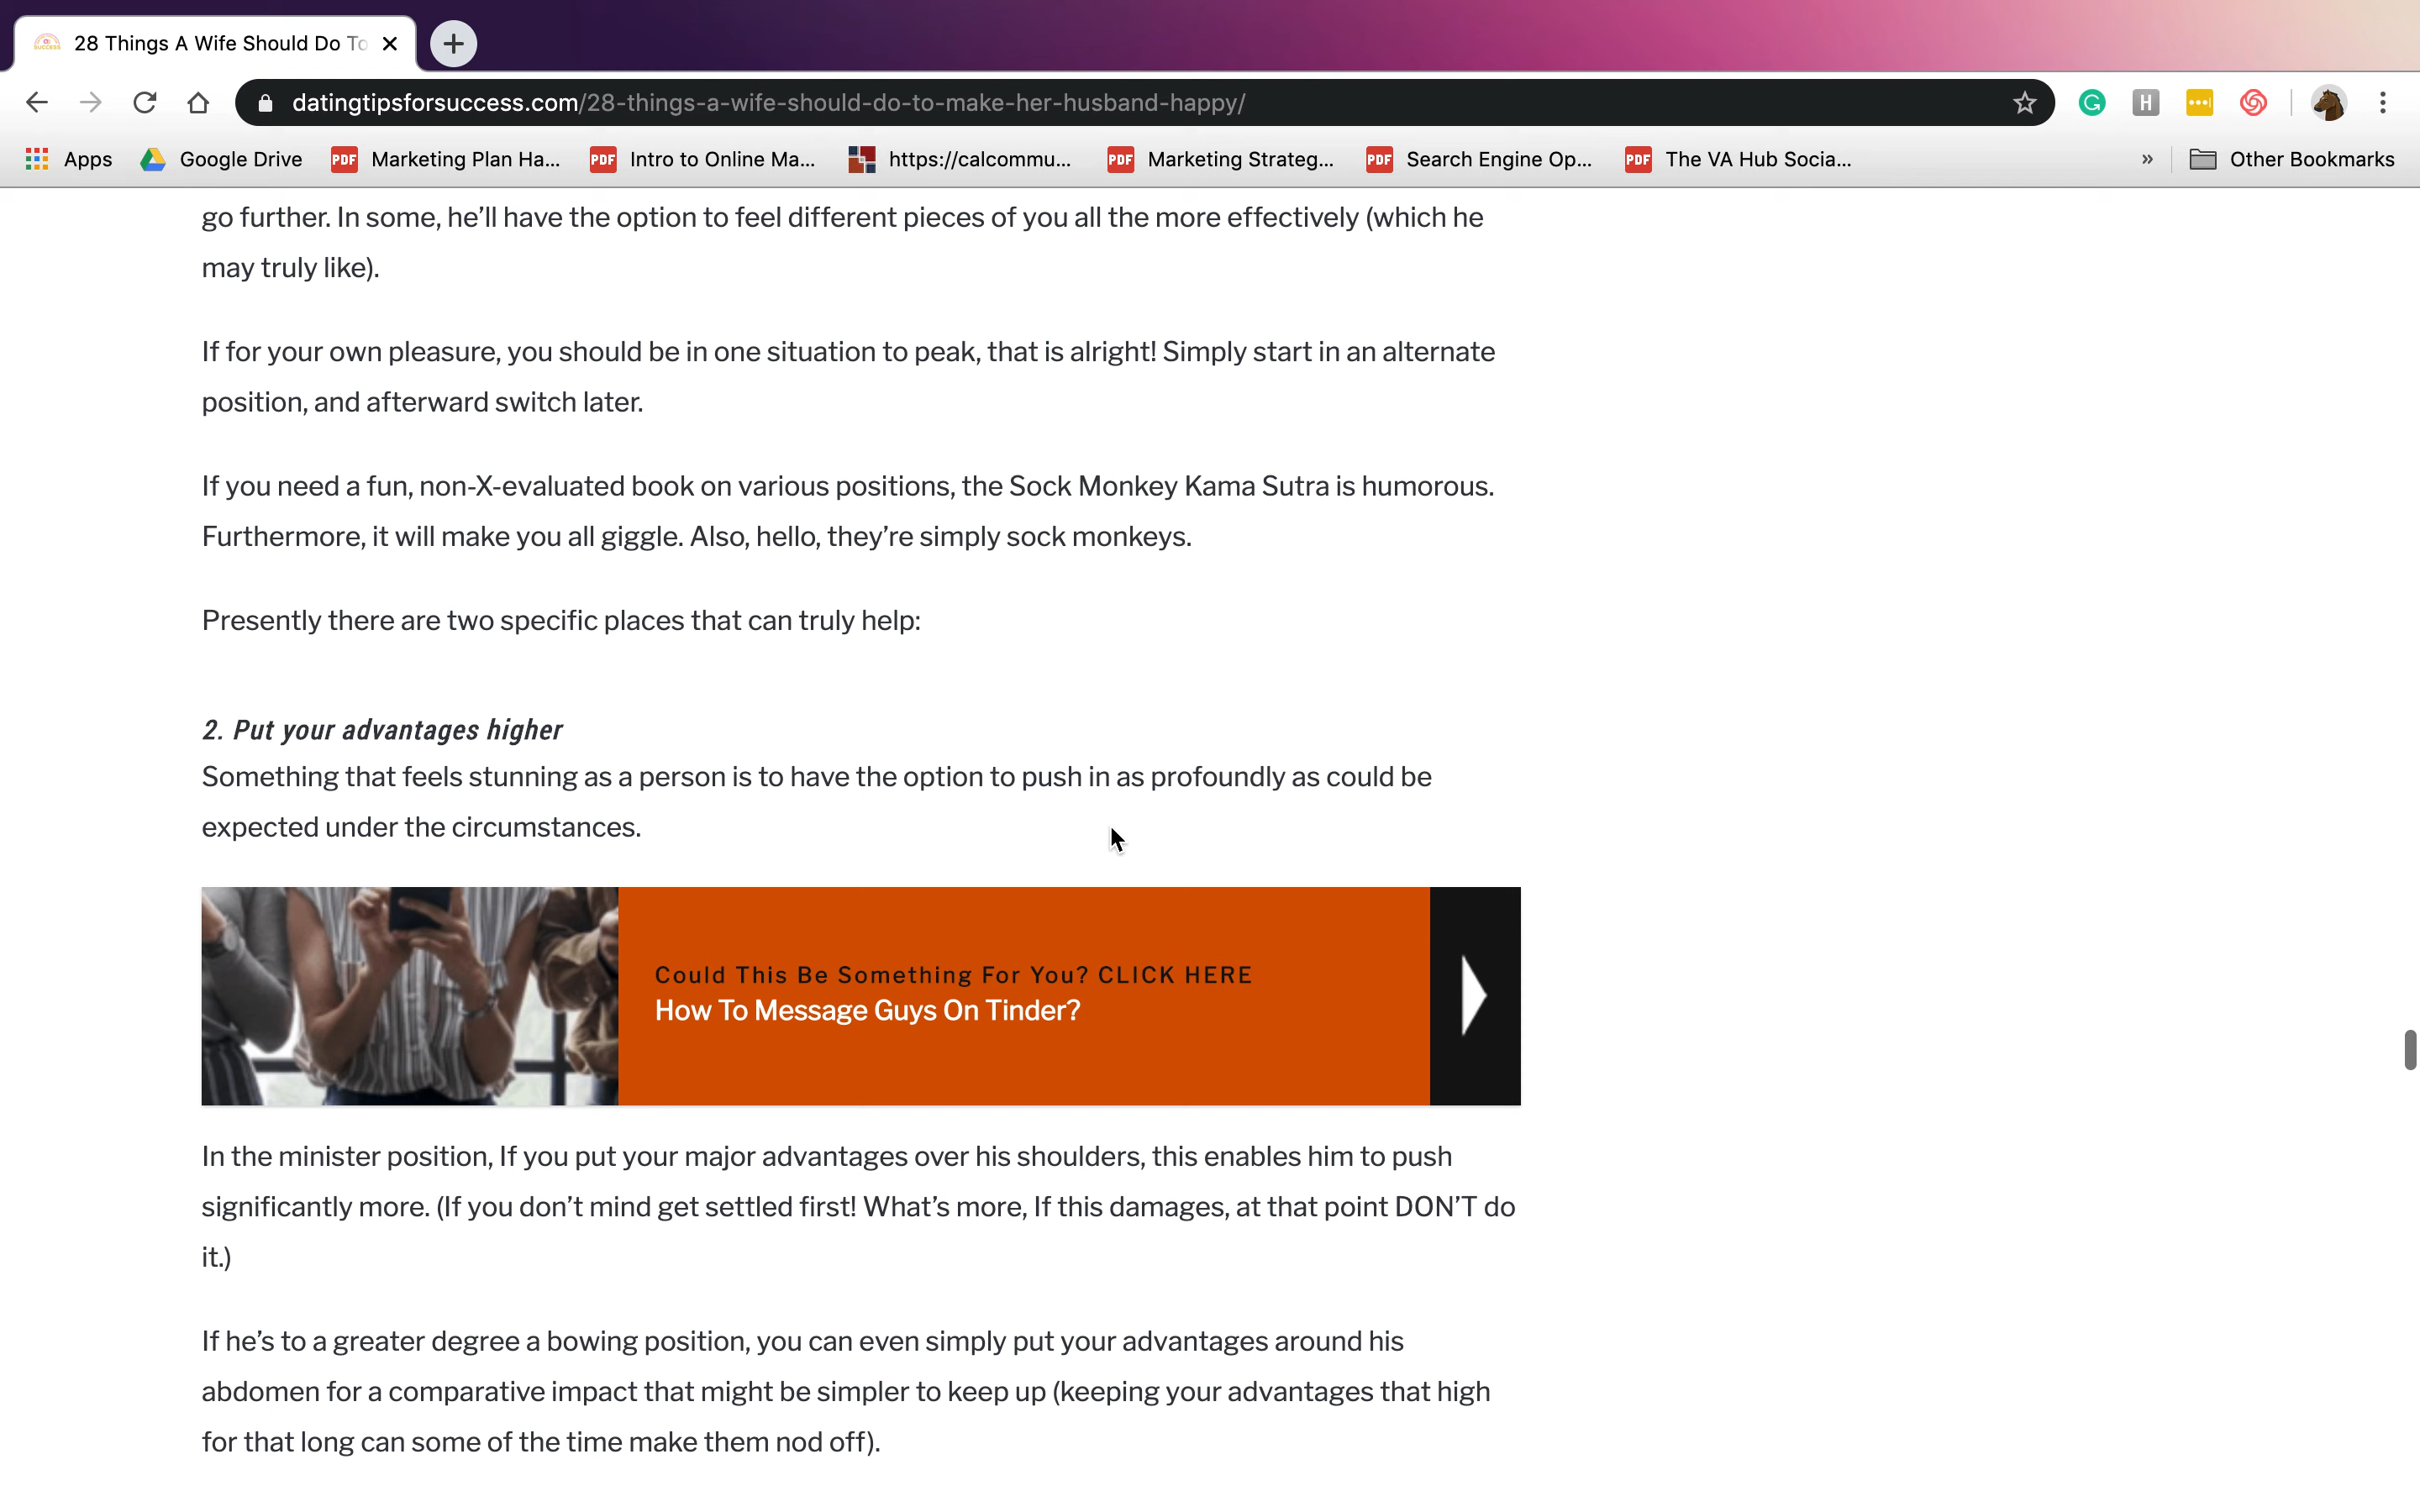 28 Things A Wife Should Do To
datingtipsforsuccess.com/28-things-a-wife-should-do-to-make-her-husband-happy/
Apps Google Drive PDF Marketing Plan Ha... PDF Intro to Online Ma... https://calcommu... PDF Marketing Strateg... PDF Search Engine Op... PDF The VA Hub Socia... » Other Bookmarks
go further. In some, he’ll have the option to feel different pieces of you all the more effectively (which he
may truly like).
If for your own pleasure, you should be in one situation to peak, that is alright! Simply start in an alternate
position, and afterward switch later.
If you need a fun, non-X-evaluated book on various positions, the Sock Monkey Kama Sutra is humorous.
Furthermore, it will make you all giggle. Also, hello, they’re simply sock monkeys.
Presently there are two specific places that can truly help:
2. Put your advantages higher
Something that feels stunning as a person is to have the option to push in as profoundly as could be
expected under the circumstances.
Could This Be Something For You? CLICK HERE
How To Message Guys On Tinder?
In the minister position, If you put your major advantages over his shoulders, this enables him to push
significantly more. (If you don’t mind get settled first! What’s more, If this damages, at that point DON’T do
it.)
If he’s to a greater degree a bowing position, you can even simply put your advantages around his
abdomen for a comparative impact that might be simpler to keep up (keeping your advantages that high
for that long can some of the time make them nod off).